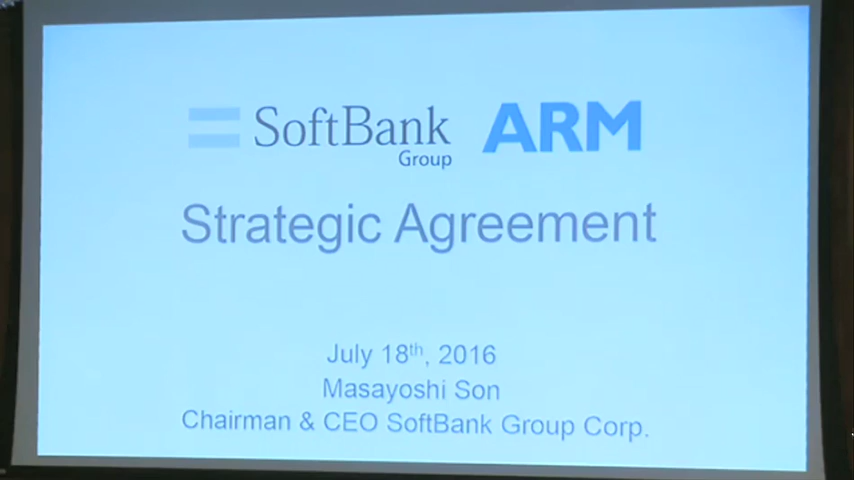 SoftBank ARM
Group
Strategic Agreement
July 18th, 2016
Masayoshi Son
Chairman & CEO SoftBank Group Corp.